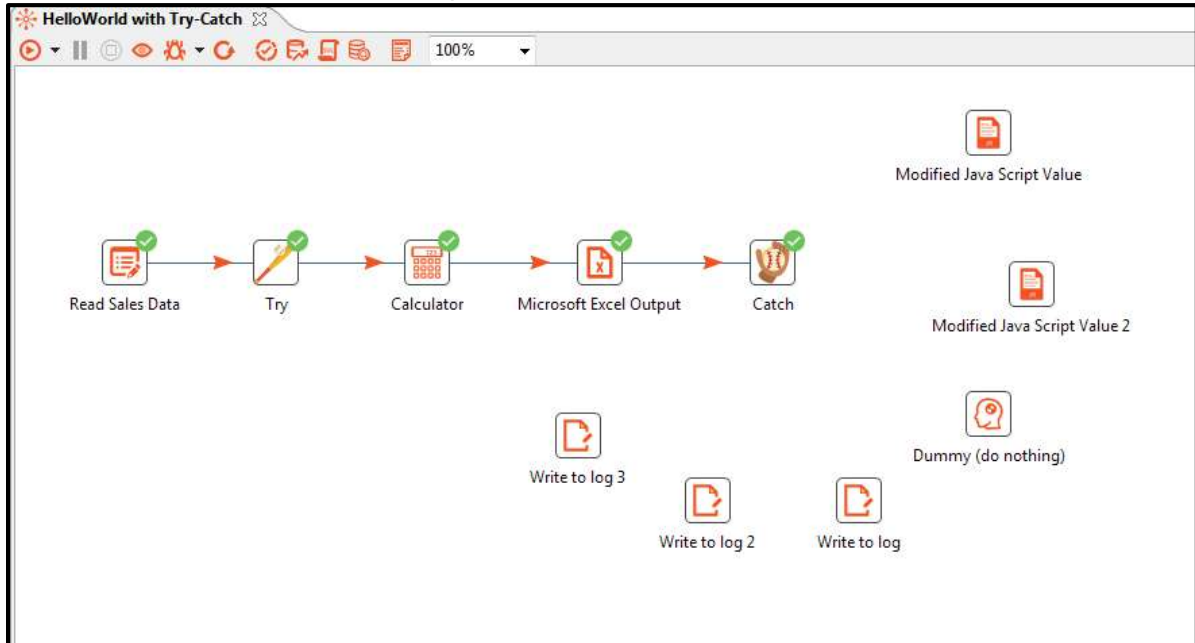 HelloWorld with Try-Catch
100%
Modified Java Script Value
Read Sales Data
Try
Calculator
Microsoft Excel Output
Catch
Modified Java Script Value 2
Dummy (do nothing)
Write to log 3
Write to log 2
Write to log